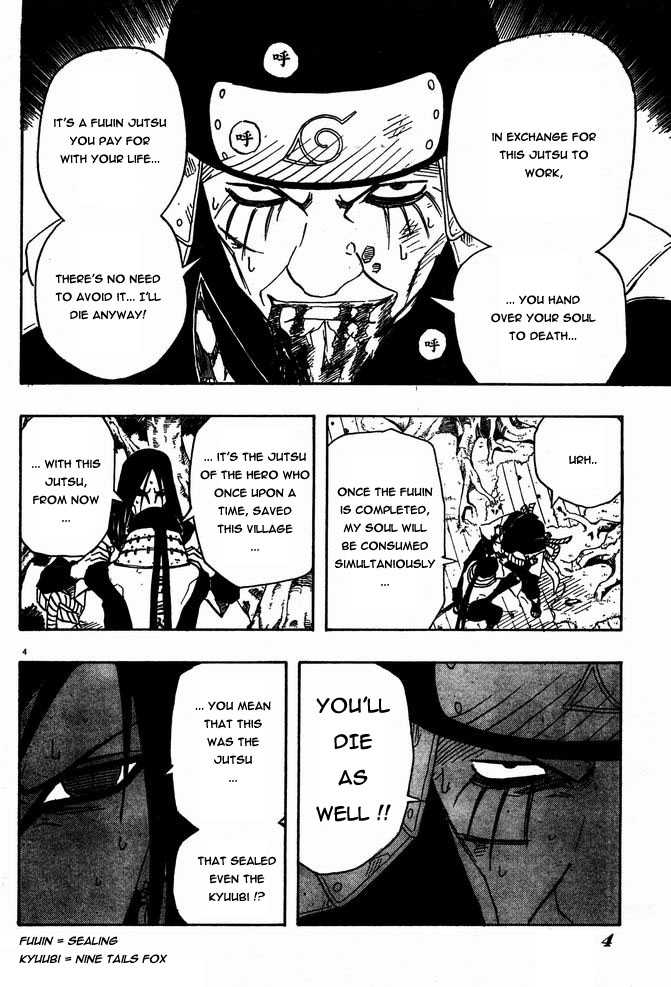 呼
呼
IN EXCHANGE FOR
THIS JUTSU TO
WORK,
... YOU HAND
OVER YOUR SOUL
TO DEATH...
IT'S A FUUIN JUTSU
YOU PAY FOR
WITH YOUR LIFE...
THERE'S NO NEED
TO AVOID IT... I'LL
DIE ANYWAY!
呼
URH..
ONCE THE FUUIN
IS COMPLETED,
MY SOUL WILL
BE CONSUMED
SIMULTANIOUSLY
...
... IT'S THE JUTSU
OF THE HERO WHO
ONCE UPON A
TIME, SAVED
THIS VILLAGE
...
... WITH THIS
JUTSU,
FROM NOW
...
4
YOU'LL
DIE
AS
WELL !!
... YOU MEAN
THAT THIS
WAS THE
JUTSU
...
THAT SEALED
EVEN THE
KYUUBI !?
FUUIN = SEALING
KYUUBI = NINE TAILS FOX
4